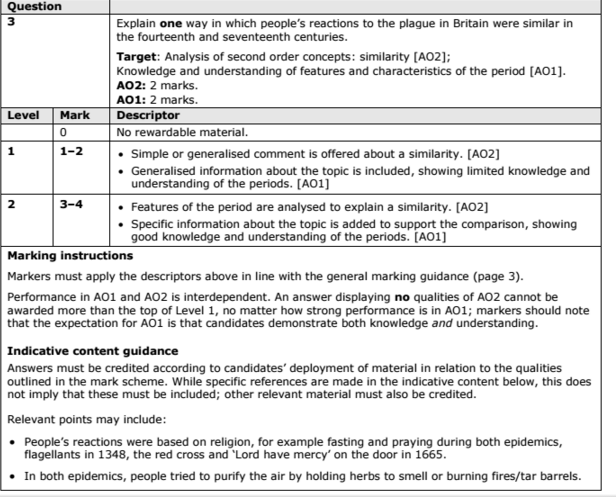 Question
3
Explain one way in which people's reactions to the plague in Britain were similar in
the fourteenth and seventeenth centuries.
Target: Analysis of second order concepts: similarity [AO2];
Knowledge and understanding of features and characteristics of the period [AO1].
AO2: 2 marks.
AO1: 2 marks.
Level Mark Descriptor
0 No rewardable material.
1 1–2 • Simple or generalised comment is offered about a similarity. [AO2]
• Generalised information about the topic is included, showing limited knowledge and
understanding of the periods. [AO1]
2 3–4 • Features of the period are analysed to explain a similarity. [AO2]
• Specific information about the topic is added to support the comparison, showing
good knowledge and understanding of the periods. [AO1]
Marking instructions
Markers must apply the descriptors above in line with the general marking guidance (page 3).
Performance in AO1 and AO2 is interdependent. An answer displaying no qualities of AO2 cannot be
awarded more than the top of Level 1, no matter how strong performance is in AO1; markers should note
that the expectation for AO1 is that candidates demonstrate both knowledge and understanding.
Indicative content guidance
Answers must be credited according to candidates' deployment of material in relation to the qualities
outlined in the mark scheme. While specific references are made in the indicative content below, this does
not imply that these must be included; other relevant material must also be credited.
Relevant points may include:
• People's reactions were based on religion, for example fasting and praying during both epidemics,
flagellants in 1348, the red cross and 'Lord have mercy' on the door in 1665.
• In both epidemics, people tried to purify the air by holding herbs to smell or burning fires/tar barrels.